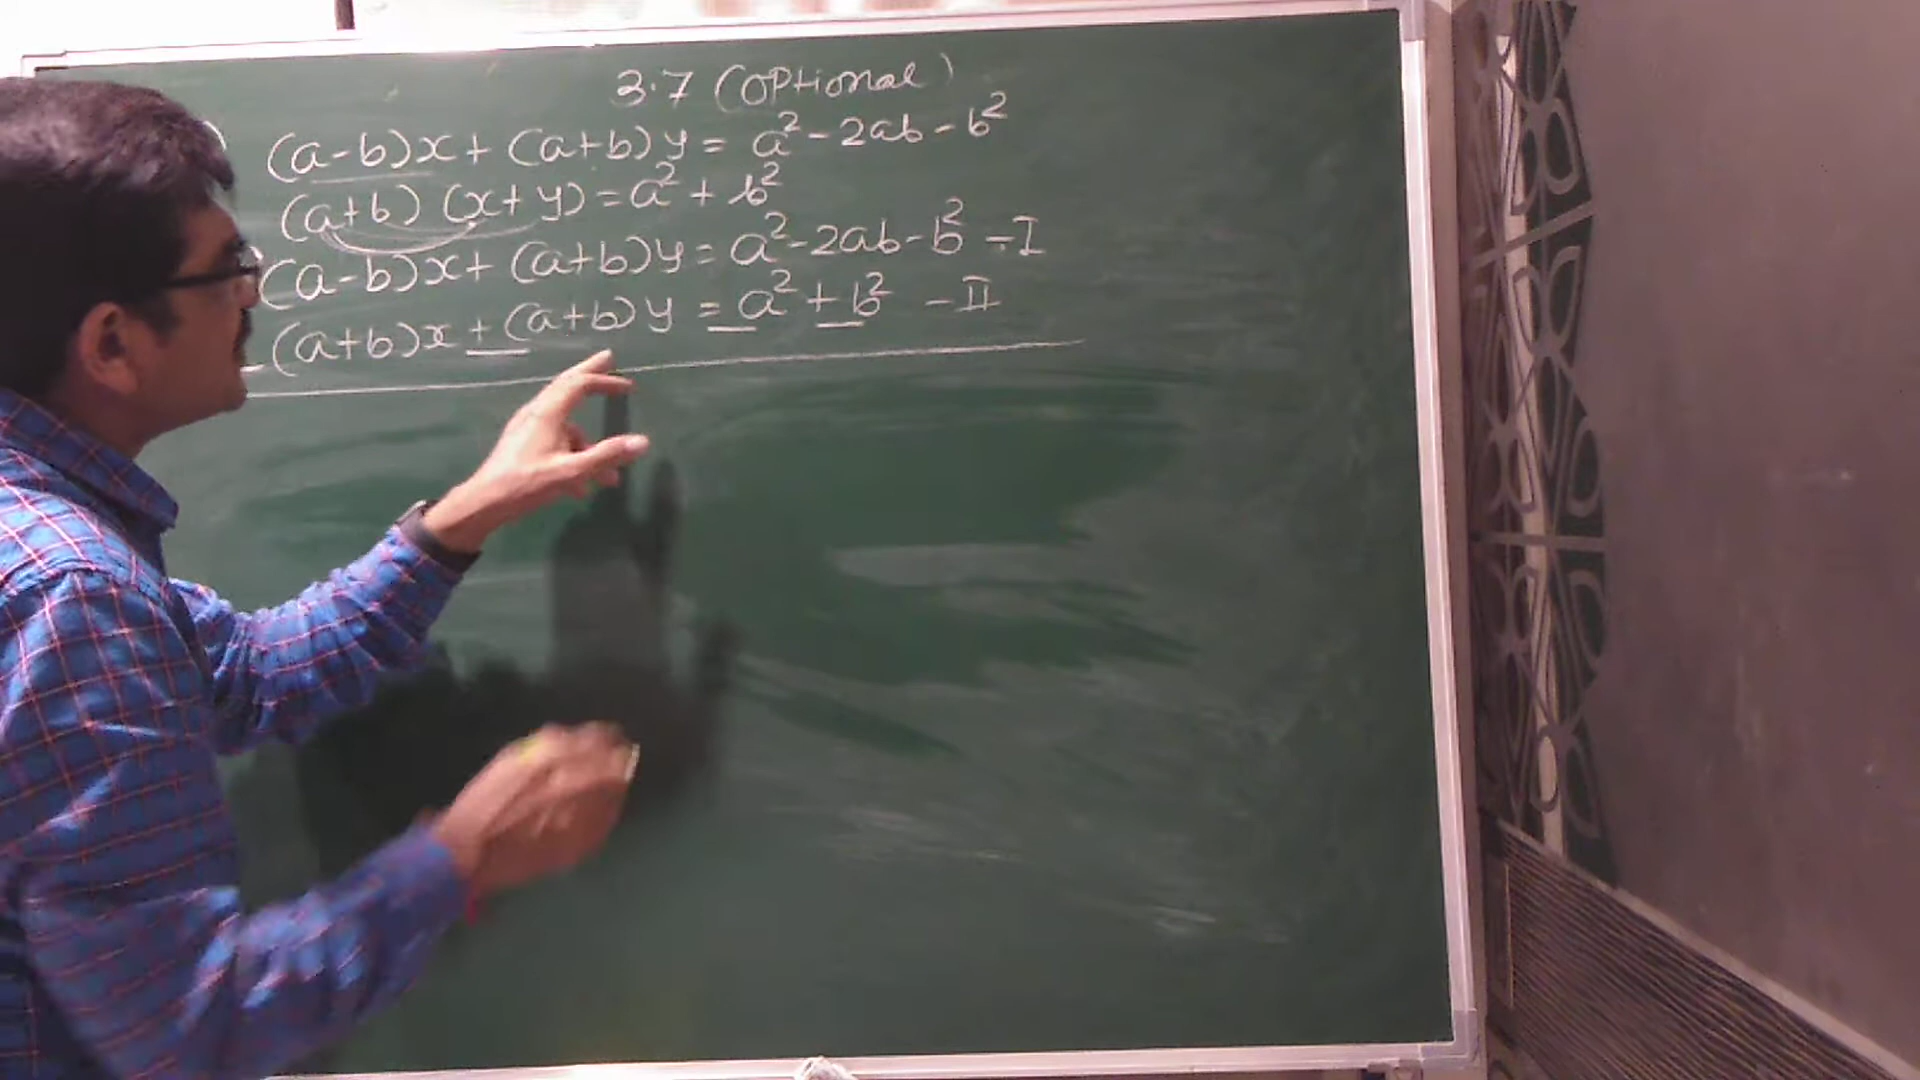 3.7 (Optional)
(a-b)x + (a+b)y = a² - 2ab - b²
(a+b) (x+y) = a² + b²
(a-b)x + (a+b)y = a² - 2ab - b² - I
(a+b)x + (a+b)y = a² + b² - II